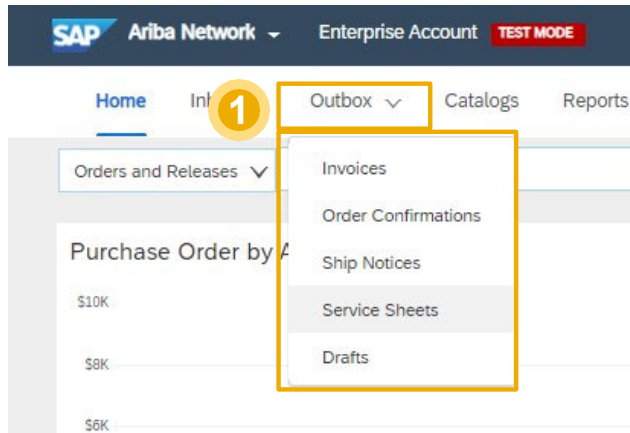 SAP Ariba Network Enterprise Account TEST MODE
Home 1 Outbox Catalogs Reports
Orders and Releases
Invoices
Order Confirmations
Purchase Order by
Ship Notices
$10K
Service Sheets
Drafts
$8K
$6K